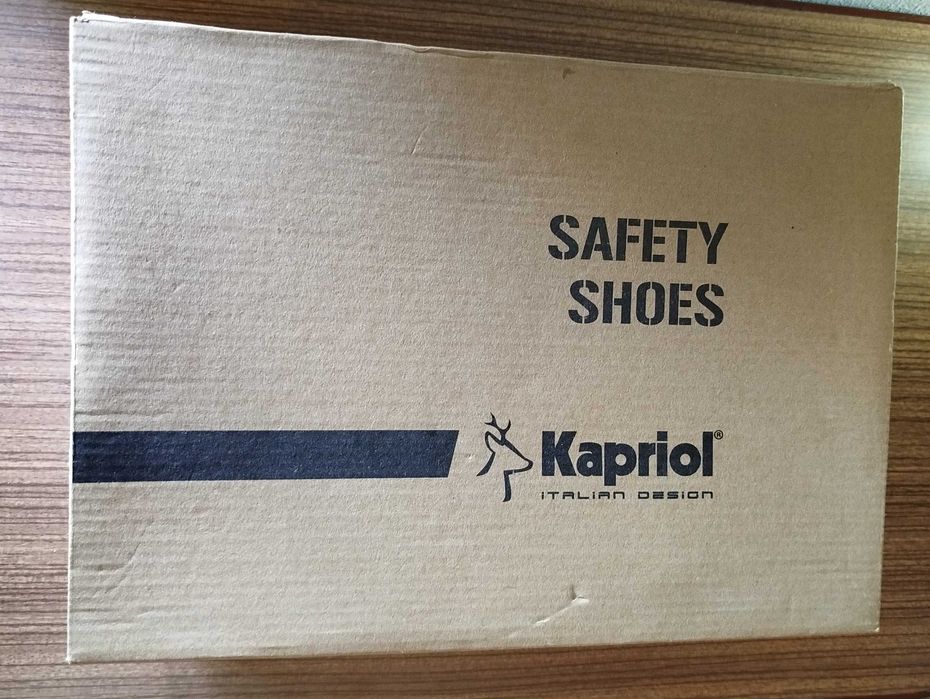 SAFETY
SHOES
Kapriol®
ITALIAN DESIGN